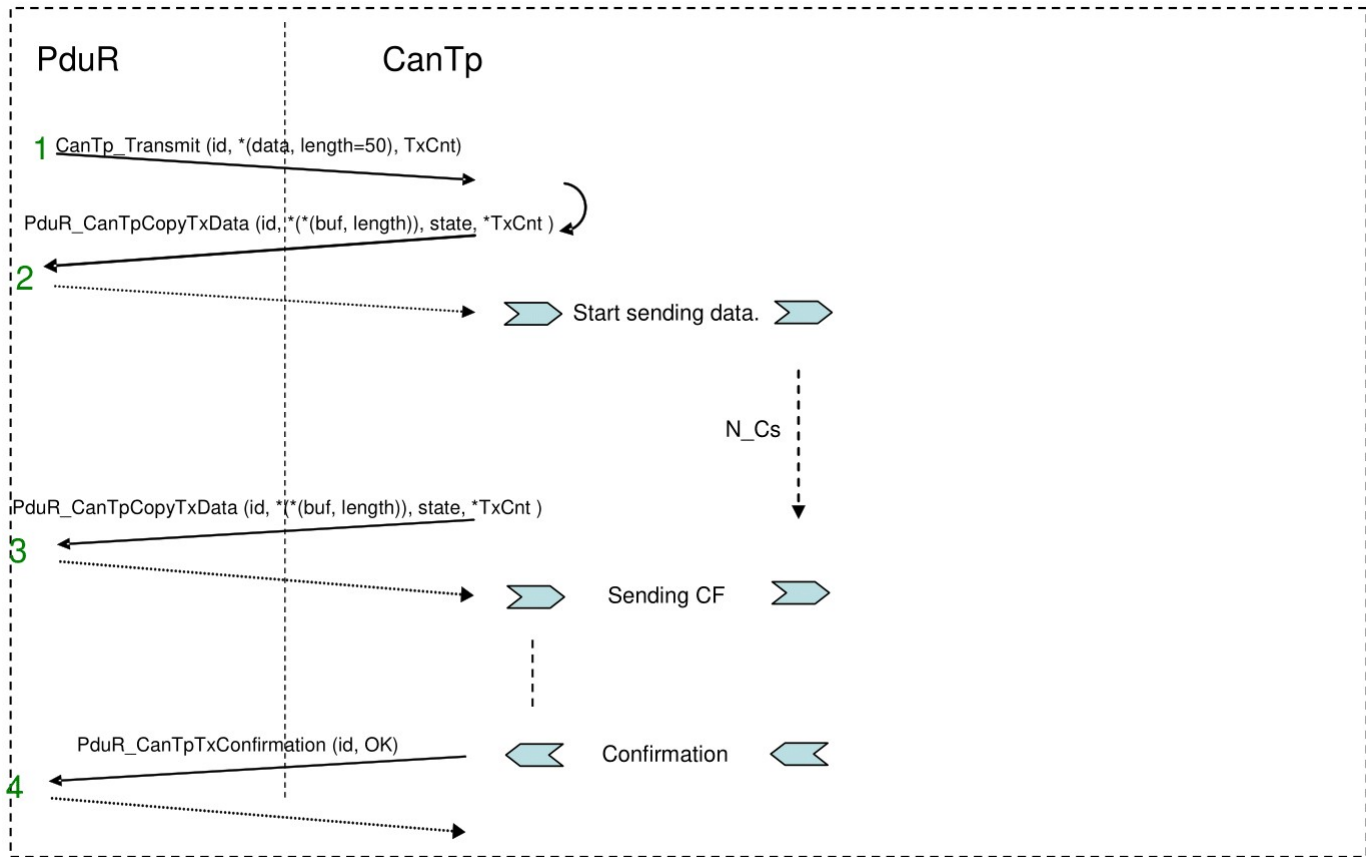 PduR
CanTp
1
CanTp_Transmit (id, *(data, length=50), TxCnt)
PduR_CanTpCopyTxData (id, *(*(buf, length)), state, *TxCnt )
2
Start sending data.
N_Cs
PduR_CanTpCopyTxData (id, *(*(buf, length)), state, *TxCnt )
3
Sending CF
PduR_CanTpTxConfirmation (id, OK)
Confirmation
4